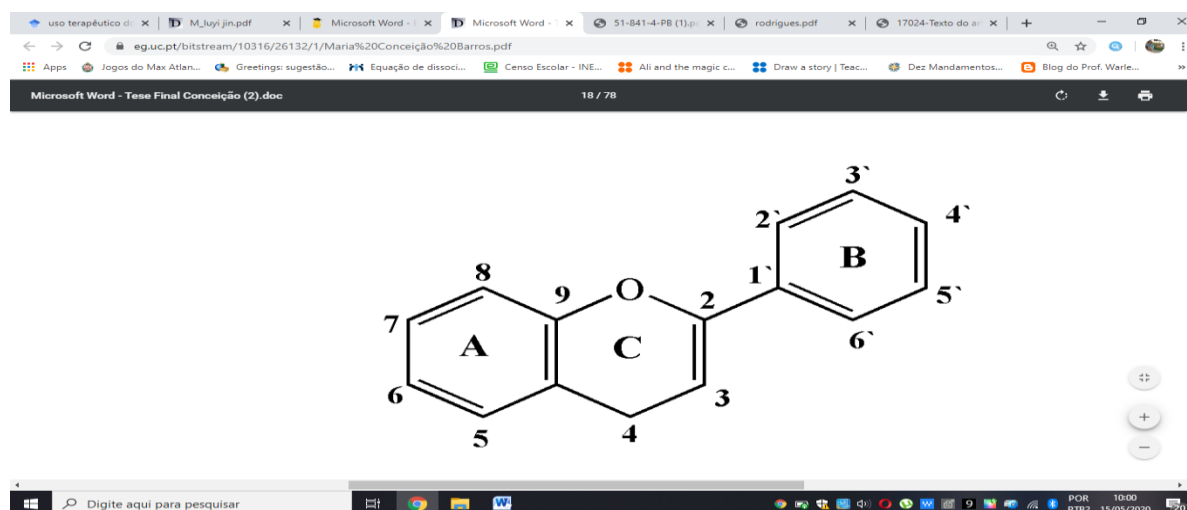 uso terapêutico d
M_luyi jin.pdf
Microsoft Word -
Microsoft Word -
51-841-4-PB (1).p
rodrigues.pdf
17024-Texto do ar
eg.uc.pt/bitstream/10316/26132/1/Maria%20Conceição%20Barros.pdf
Apps
Jogos do Max Atlan...
Greetings: sugestão...
Equação de dissoci...
Censo Escolar - INE...
Ali and the magic c...
Draw a story | Teac...
Dez Mandamentos...
Blog do Prof. Warle...
»
Microsoft Word - Tese Final Conceição (2).doc
18 / 78
3`
2`
4`
B
8
1`
9
O
2
5`
7
A
C
6`
6
3
5
4
Digite aqui para pesquisar
POR
10:00
PTB2
15/05/2020
20